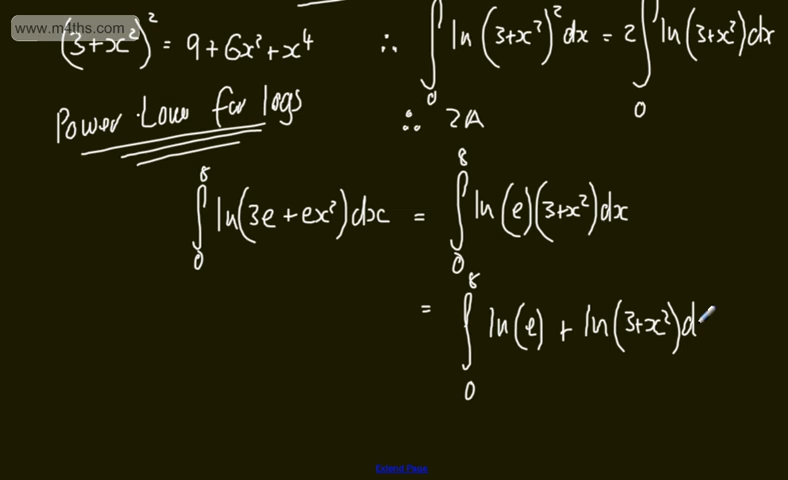 www.m4ths.com
(3+x²)² = 9 + 6x² + x⁴ ∴ ∫₀ ln(3+x²)² dx = 2∫₀ ln(3+x²) dx
Power Law for logs
∴ 2A
∫₀⁸ ln(3e + ex²) dx = ∫₀⁸ ln(e)(3+x²) dx
= ∫₀⁸ ln(e) + ln(3+x²) d
Extend Page